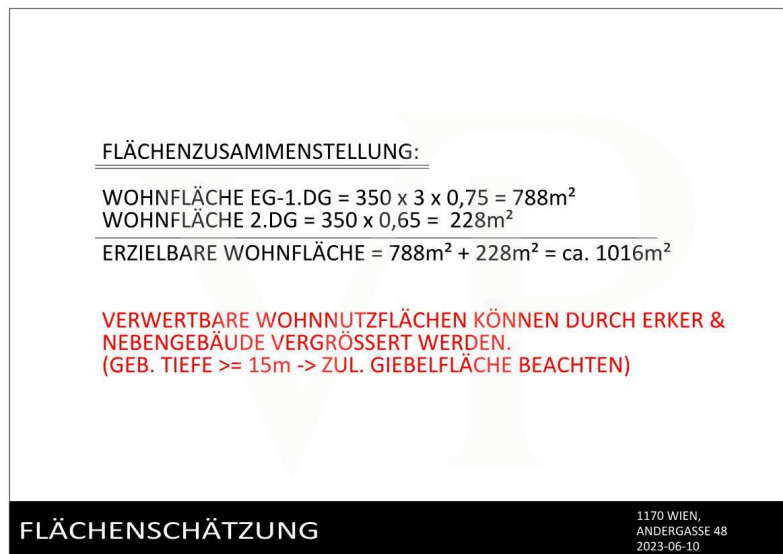 FLÄCHENZUSAMMENSTELLUNG:
WOHNFLÄCHE EG-1.DG = 350 x 3 x 0,75 = 788m²
WOHNFLÄCHE 2.DG = 350 x 0,65 = 228m²
ERZIELBARE WOHNFLÄCHE = 788m² + 228m² = ca. 1016m²
VERWERTBARE WOHNNUTZFLÄCHEN KÖNNEN DURCH ERKER &
NEBENGEBÄUDE VERGRÖSSERT WERDEN.
(GEB. TIEFE >= 15m -> ZUL. GIEBELFLÄCHE BEACHTEN)
VP
FLÄCHENSCHÄTZUNG
1170 WIEN,
ANDERGASSE 48
2023-06-10